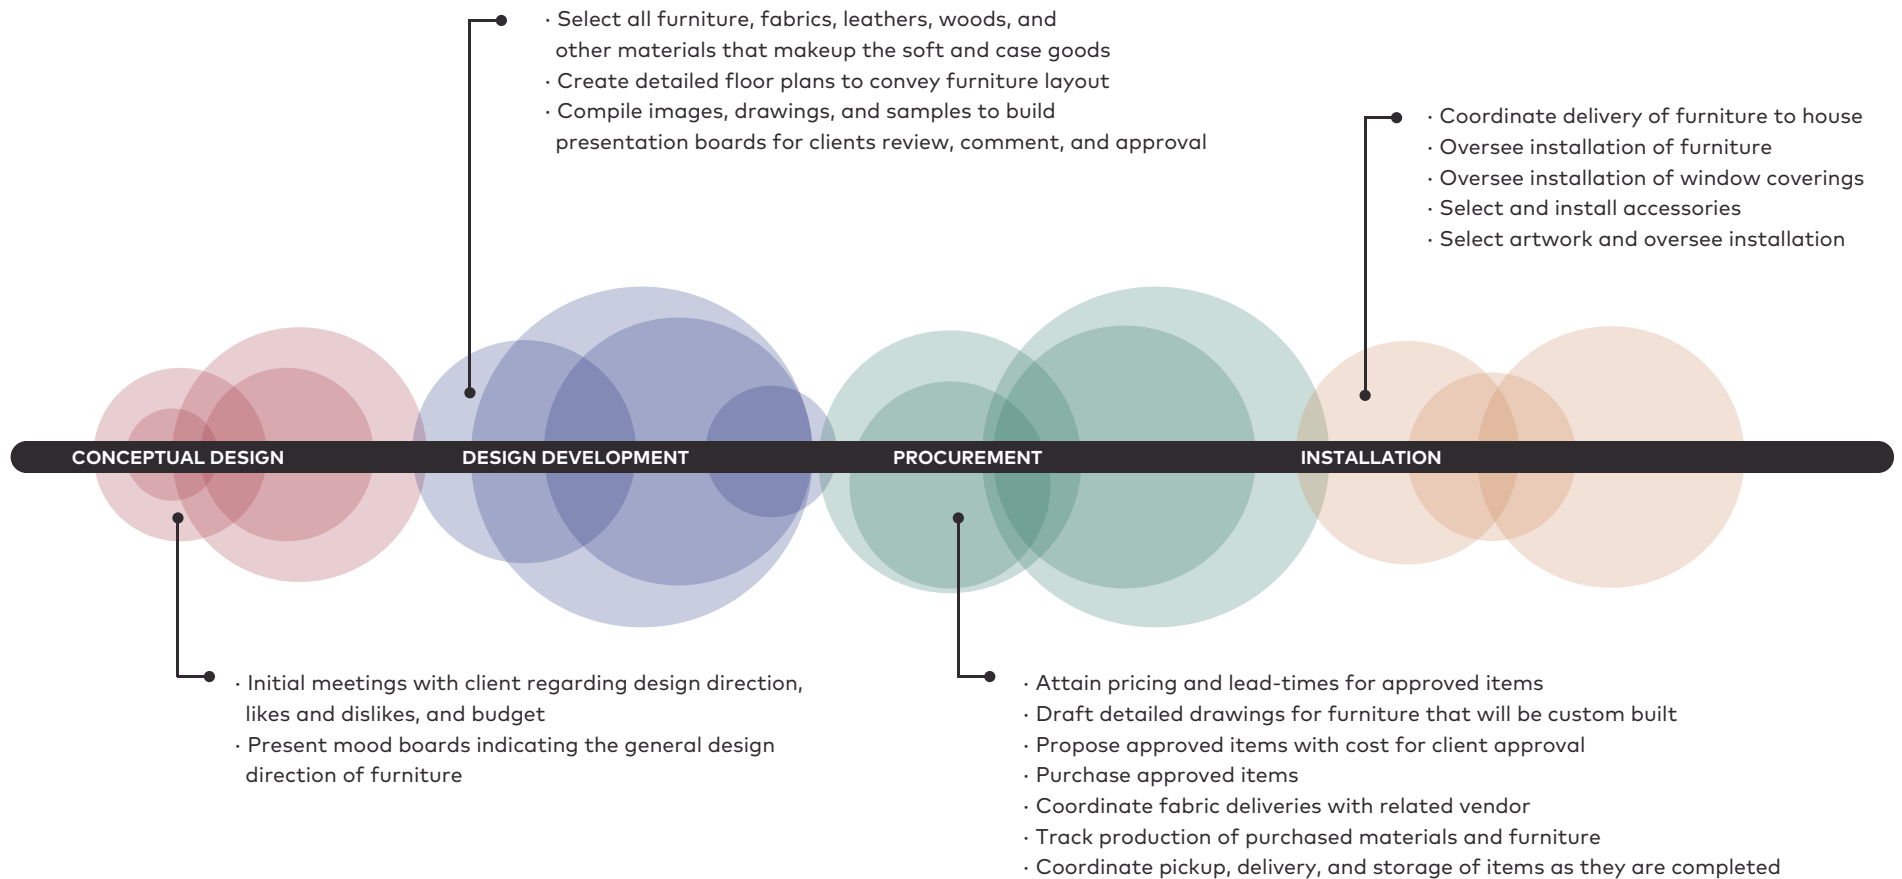 · Select all furniture, fabrics, leathers, woods, and
other materials that makeup the soft and case goods
· Create detailed floor plans to convey furniture layout
· Compile images, drawings, and samples to build
presentation boards for clients review, comment, and approval
· Coordinate delivery of furniture to house
· Oversee installation of furniture
· Oversee installation of window coverings
· Select and install accessories
· Select artwork and oversee installation
CONCEPTUAL DESIGN
DESIGN DEVELOPMENT
PROCUREMENT
INSTALLATION
· Initial meetings with client regarding design direction,
likes and dislikes, and budget
· Present mood boards indicating the general design
direction of furniture
· Attain pricing and lead-times for approved items
· Draft detailed drawings for furniture that will be custom built
· Propose approved items with cost for client approval
· Purchase approved items
· Coordinate fabric deliveries with related vendor
· Track production of purchased materials and furniture
· Coordinate pickup, delivery, and storage of items as they are completed